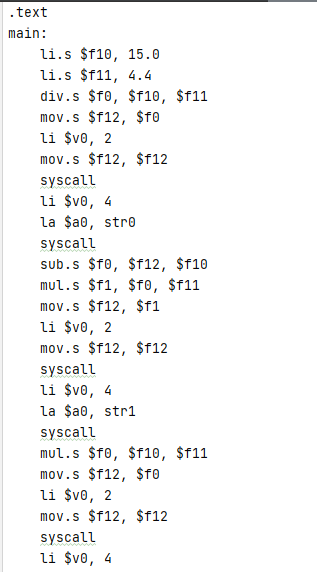 .text
main:
    li.s $f10, 15.0
    li.s $f11, 4.4
    div.s $f0, $f10, $f11
    mov.s $f12, $f0
    li $v0, 2
    mov.s $f12, $f12
    syscall
    li $v0, 4
    la $a0, str0
    syscall
    sub.s $f0, $f12, $f10
    mul.s $f1, $f0, $f11
    mov.s $f12, $f1
    li $v0, 2
    mov.s $f12, $f12
    syscall
    li $v0, 4
    la $a0, str1
    syscall
    mul.s $f0, $f10, $f11
    mov.s $f12, $f0
    li $v0, 2
    mov.s $f12, $f12
    syscall
    li $v0, 4